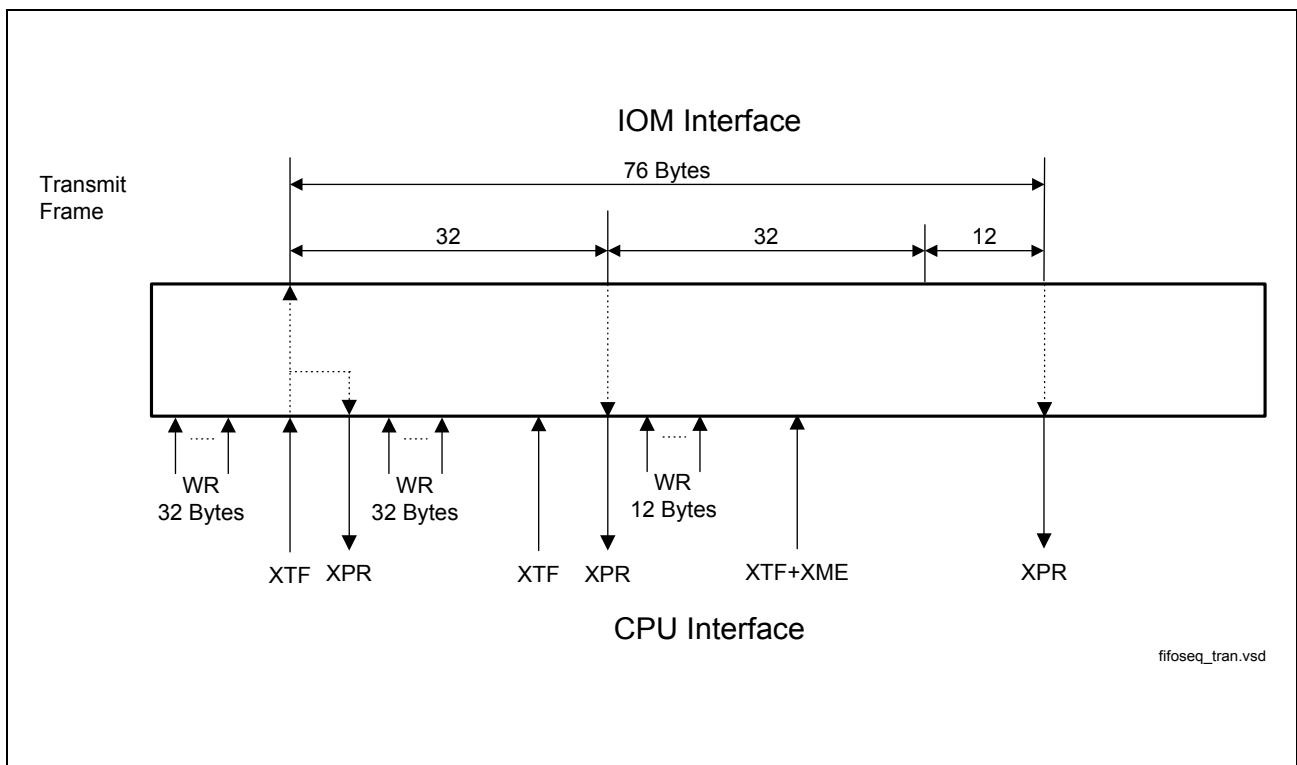 IOM Interface
76 Bytes
Transmit
Frame
32
32
12
WR
32 Bytes
WR
32 Bytes
WR
12 Bytes
XTF
XPR
XTF
XPR
XTF+XME
XPR
CPU Interface
fifoseq_tran.vsd